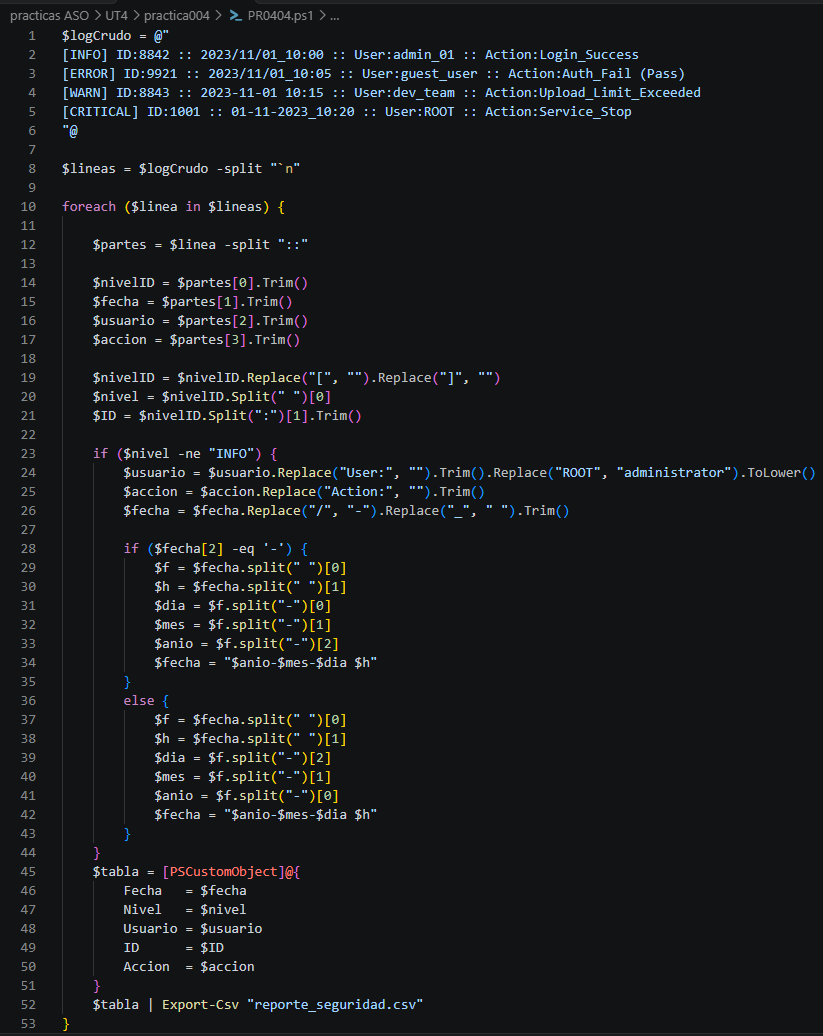 practicas ASO > UT4 > practica004 > PR0404.ps1 > ...
1 $logCrudo = @"
2 [INFO] ID:8842 :: 2023/11/01_10:00 :: User:admin_01 :: Action:Login_Success
3 [ERROR] ID:9921 :: 2023/11/01_10:05 :: User:guest_user :: Action:Auth_Fail (Pass)
4 [WARN] ID:8843 :: 2023-11-01 10:15 :: User:dev_team :: Action:Upload_Limit_Exceeded
5 [CRITICAL] ID:1001 :: 01-11-2023_10:20 :: User:ROOT :: Action:Service_Stop
6 "@
7
8 $lineas = $logCrudo -split "`n"
9
10 foreach ($linea in $lineas) {
11
12     $partes = $linea -split "::"
13
14     $nivelID = $partes[0].Trim()
15     $fecha = $partes[1].Trim()
16     $usuario = $partes[2].Trim()
17     $accion = $partes[3].Trim()
18
19     $nivelID = $nivelID.Replace("[", "").Replace("]", "")
20     $nivel = $nivelID.Split(" ")[0]
21     $ID = $nivelID.Split(":")[1].Trim()
22
23     if ($nivel -ne "INFO") {
24         $usuario = $usuario.Replace("User:", "").Trim().Replace("ROOT", "administrator").ToLower()
25         $accion = $accion.Replace("Action:", "").Trim()
26         $fecha = $fecha.Replace("/", "-").Replace("_", " ").Trim()
27
28         if ($fecha[2] -eq '-') {
29             $f = $fecha.split(" ")[0]
30             $h = $fecha.split(" ")[1]
31             $dia = $f.split("-")[0]
32             $mes = $f.split("-")[1]
33             $anio = $f.split("-")[2]
34             $fecha = "$anio-$mes-$dia $h"
35         }
36         else {
37             $f = $fecha.split(" ")[0]
38             $h = $fecha.split(" ")[1]
39             $dia = $f.split("-")[2]
40             $mes = $f.split("-")[1]
41             $anio = $f.split("-")[0]
42             $fecha = "$anio-$mes-$dia $h"
43         }
44     }
45     $tabla = [PSCustomObject]@{
46         Fecha   = $fecha
47         Nivel   = $nivel
48         Usuario = $usuario
49         ID      = $ID
50         Accion  = $accion
51     }
52     $tabla | Export-Csv "reporte_seguridad.csv"
53 }